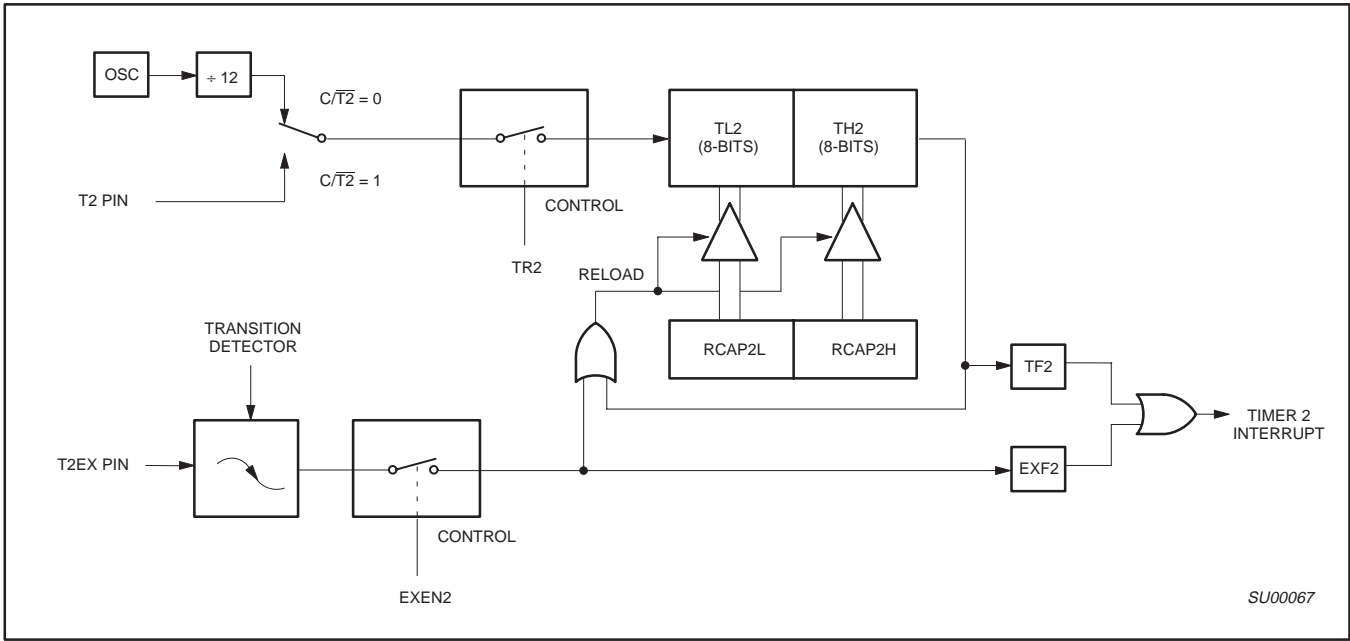 OSC
÷ 12
C/T2̅ = 0
TL2
(8-BITS)
TH2
(8-BITS)
C/T2̅ = 1
T2 PIN
CONTROL
TR2
RELOAD
TRANSITION
DETECTOR
RCAP2L
RCAP2H
TF2
TIMER 2
INTERRUPT
T2EX PIN
EXF2
CONTROL
EXEN2
SU00067